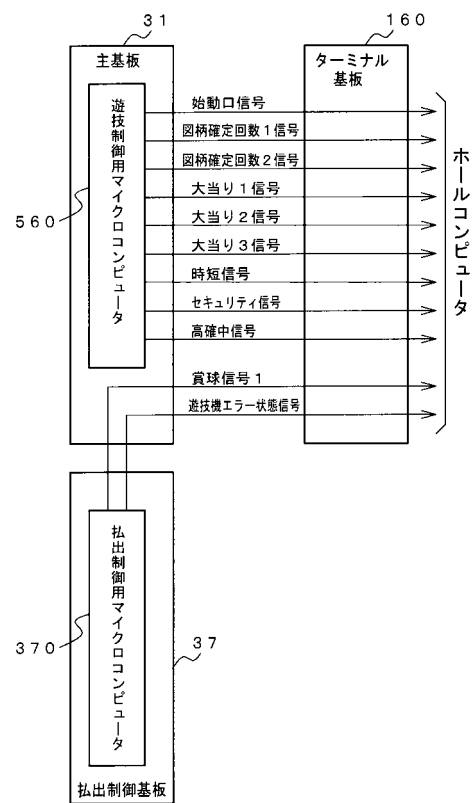 31
160
主基板
ターミナル
基板
遊技制御用マイクロコンピュータ
560
始動口信号
図柄確定回数1信号
図柄確定回数2信号
大当り1信号
大当り2信号
大当り3信号
時短信号
セキュリティ信号
高確中信号
賞球信号1
遊技機エラー状態信号
ホールコンピュータ
払出制御用マイクロコンピュータ
370
37
払出制御基板